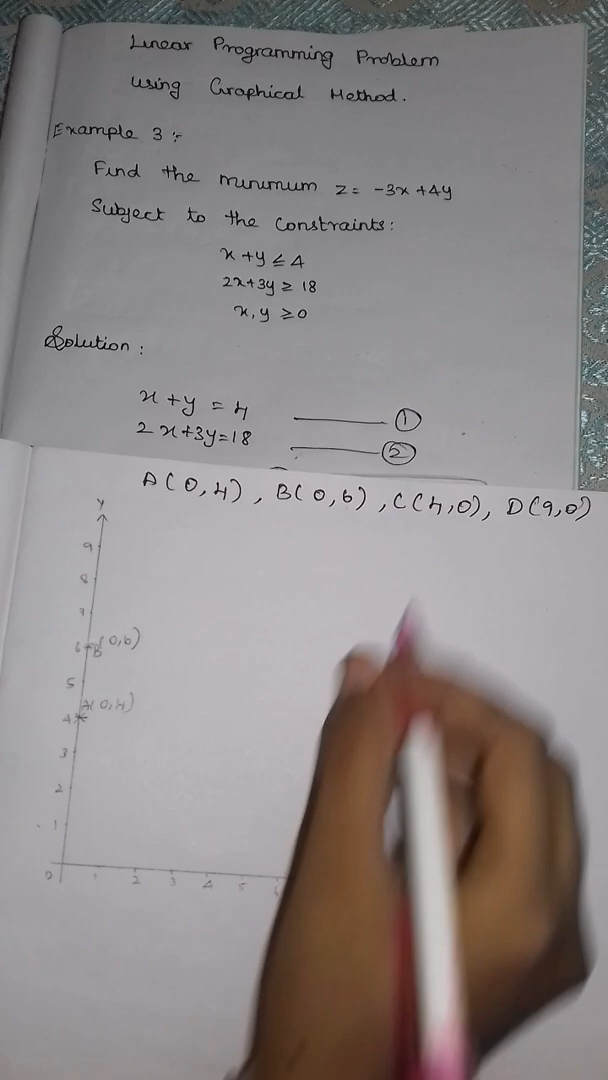 Linear Programming Problem
using Graphical Method.
Example 3 :-
Find the minimum z = -3x +4y
Subject to the constraints:
x + y ≤ 4
2x+3y ≥ 18
x, y ≥ 0
Solution :
x + y = 4 ——— ①
2x+3y=18 ——— ②
A(0,4), B(0,6), C(4,0), D(9,0)
Y
9
8
7
6 B(0,6)
5
4 A(0,4)
3
2
1
0 1 2 3 4 5 6